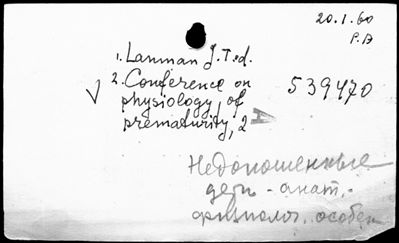 20.1.60
P.D
1. Lanman J.T. ed.
2. Conference on
physiology of
prematurity, 2
539470
A
Недоношенные
дети - анат.-
физиолог. особен